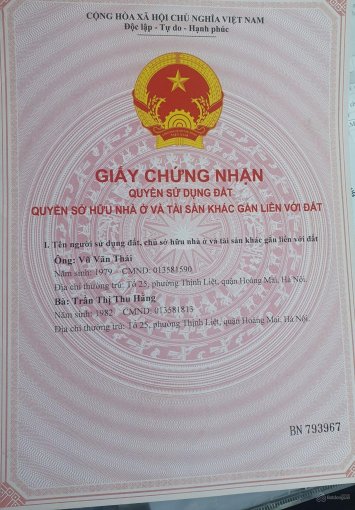 CỘNG HÒA XÃ HỘI CHỦ NGHĨA VIỆT NAM
Độc lập - Tự do - Hạnh phúc
GIẤY CHỨNG NHẬN
QUYỀN SỬ DỤNG ĐẤT
QUYỀN SỞ HỮU NHÀ Ở VÀ TÀI SẢN KHÁC GẮN LIỀN VỚI ĐẤT
I. Tên người sử dụng đất, chủ sở hữu nhà ở và tài sản khác gắn liền với đất
Ông: Vũ Văn Thái
Năm sinh: 1979 CMND: 013581590
Địa chỉ thường trú: Tổ 25, phường Thịnh Liệt, quận Hoàng Mai, Hà Nội.
Bà: Trần Thị Thu Hằng
Năm sinh: 1982 CMND: 013581813
Địa chỉ thường trú: Tổ 25, phường Thịnh Liệt, quận Hoàng Mai, Hà Nội.
BN 793967